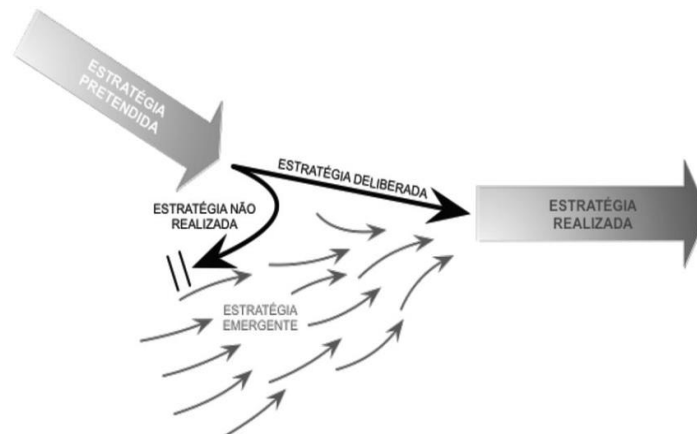 ESTRATÉGIA
PRETENDIDA
ESTRATÉGIA DELIBERADA
ESTRATÉGIA NÃO
REALIZADA
ESTRATÉGIA
REALIZADA
ESTRATÉGIA
EMERGENTE